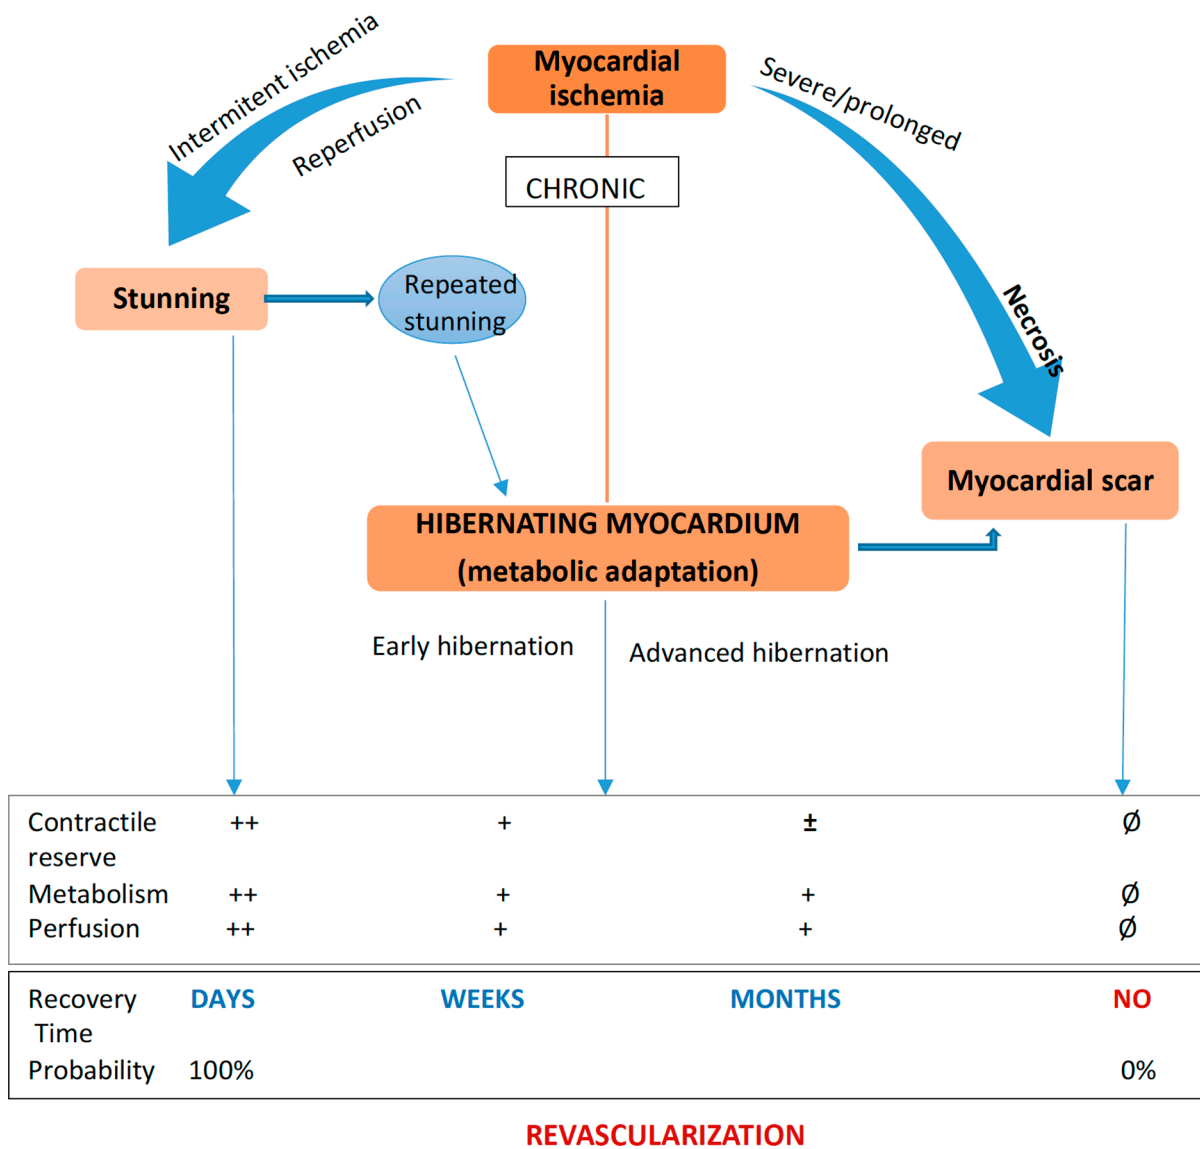 Myocardial
ischemia
Intermitent ischemia
Reperfusion
Severe/prolonged
CHRONIC
Stunning
Repeated
stunning
Necrosis
Myocardial scar
HIBERNATING MYOCARDIUM
(metabolic adaptation)
Early hibernation
Advanced hibernation
Contractile ++ + ± Ø
reserve
Metabolism ++ + + Ø
Perfusion ++ + + Ø
Recovery DAYS WEEKS MONTHS NO
Time
Probability 100% 0%
REVASCULARIZATION